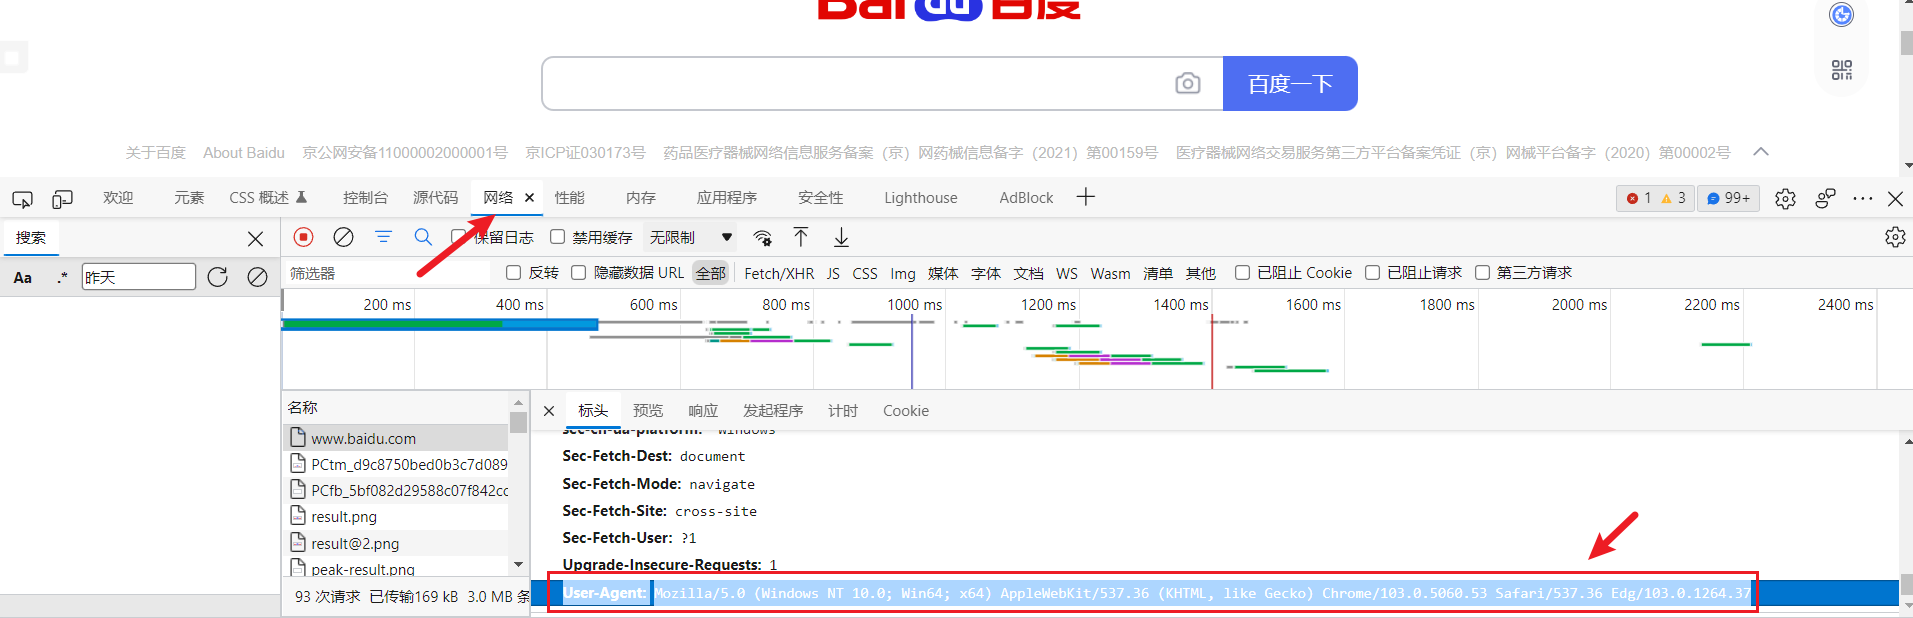 Bai du 百度
百度一下
关于百度 About Baidu 京公网安备11000002000001号 京ICP证030173号 药品医疗器械网络信息服务备案（京）网药械信息备字（2021）第00159号 医疗器械网络交易服务第三方平台备案凭证（京）网械平台备字（2020）第00002号
欢迎 元素 CSS 概述 控制台 源代码 网络 性能 内存 应用程序 安全性 Lighthouse AdBlock 1 3 99+
搜索 保留日志 禁用缓存 无限制
Aa .* 昨天 筛选器 反转 隐藏数据 URL 全部 Fetch/XHR JS CSS Img 媒体 字体 文档 WS Wasm 清单 其他 已阻止 Cookie 已阻止请求 第三方请求
200 ms 400 ms 600 ms 800 ms 1000 ms 1200 ms 1400 ms 1600 ms 1800 ms 2000 ms 2200 ms 2400 ms
名称 标头 预览 响应 发起程序 计时 Cookie
www.baidu.com
PCtm_d9c8750bed0b3c7d089
PCfb_5bf082d29588c07f842cc
result.png
result@2.png
peak-result.png
93 次请求 已传输169 kB 3.0 MB 条
sec-ch-ua-platform: "Windows"
Sec-Fetch-Dest: document
Sec-Fetch-Mode: navigate
Sec-Fetch-Site: cross-site
Sec-Fetch-User: ?1
Upgrade-Insecure-Requests: 1
User-Agent: Mozilla/5.0 (Windows NT 10.0; Win64; x64) AppleWebKit/537.36 (KHTML, like Gecko) Chrome/103.0.5060.53 Safari/537.36 Edg/103.0.1264.37